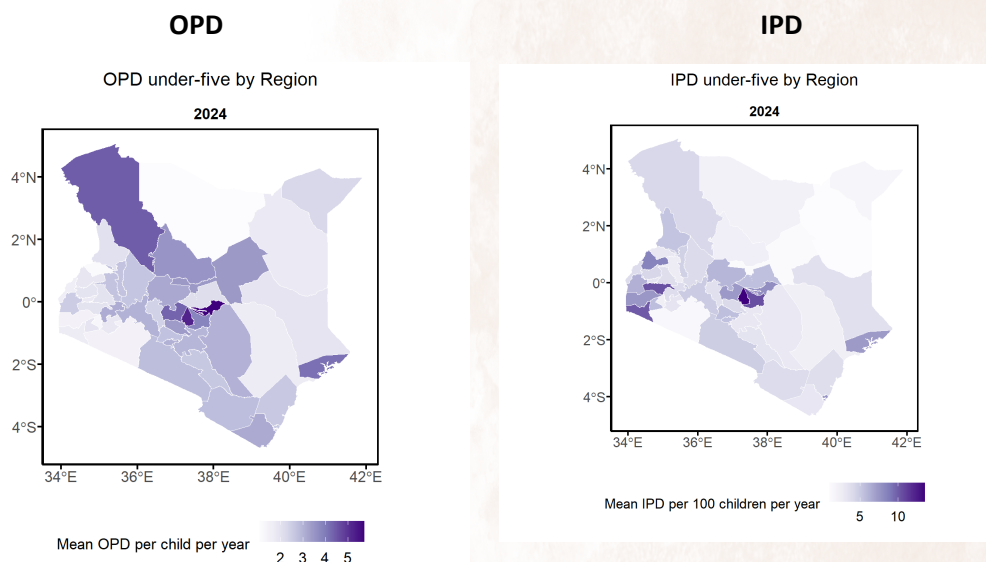 OPD
OPD under-five by Region
2024
4°N
2°N
0°
2°S
4°S
34°E 36°E 38°E 40°E 42°E
Mean OPD per child per year
2 3 4 5
IPD
IPD under-five by Region
2024
4°N
2°N
0°
2°S
4°S
34°E 36°E 38°E 40°E 42°E
Mean IPD per 100 children per year
5 10